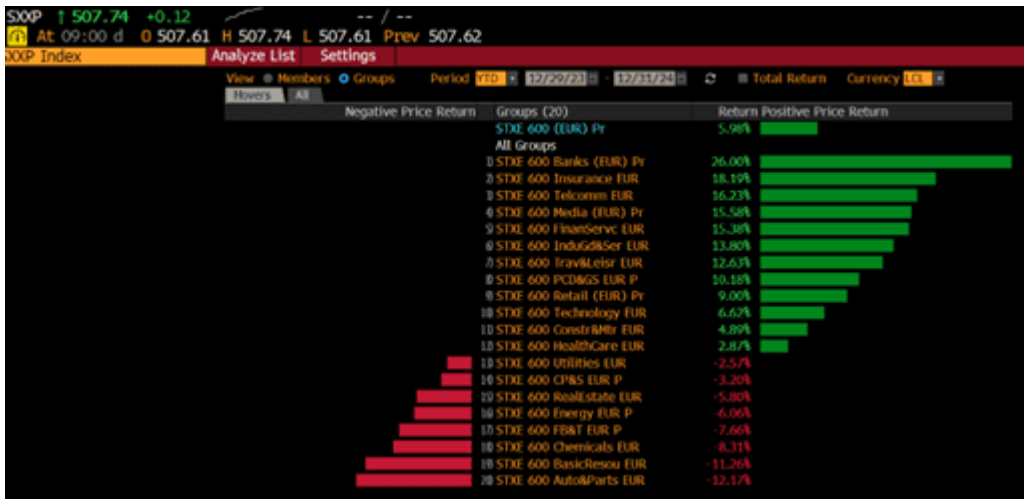 SXXP ↑ 507.74 +0.12 -- / --
At 09:00 d O 507.61 H 507.74 L 507.61 Prev 507.62
SXXP Index Analyze List Settings
View Members Groups Period YTD 12/29/23 - 12/31/24 Total Return Currency LCL
Hovers All
Negative Price Return Groups (20) Return Positive Price Return
STXE 600 (EUR) Pr 5.98%
All Groups
1) STXE 600 Banks (EUR) Pr 26.00%
2) STXE 600 Insurance EUR 18.19%
3) STXE 600 Telcomm EUR 16.23%
4) STXE 600 Media (EUR) Pr 15.58%
5) STXE 600 FinanServc EUR 15.38%
6) STXE 600 InduGd&Ser EUR 13.80%
7) STXE 600 Trav&Leisr EUR 12.63%
8) STXE 600 PCD&GS EUR P 10.18%
9) STXE 600 Retail (EUR) Pr 9.00%
10) STXE 600 Technology EUR 6.62%
11) STXE 600 Constr&Mtr EUR 4.89%
12) STXE 600 HealthCare EUR 2.87%
13) STXE 600 Utilities EUR -2.57%
14) STXE 600 CP&S EUR P -3.20%
15) STXE 600 RealEstate EUR -5.80%
16) STXE 600 Energy EUR P -6.06%
17) STXE 600 FB&T EUR P -7.66%
18) STXE 600 Chemicals EUR -8.31%
19) STXE 600 BasicResou EUR -11.26%
20) STXE 600 Auto&Parts EUR -12.17%